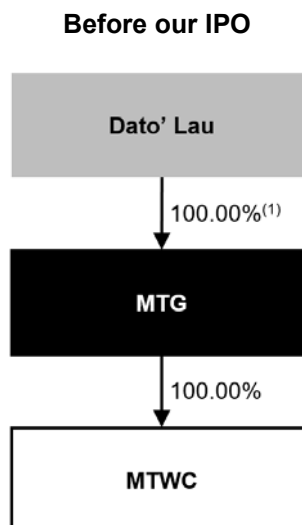 Before our IPO
Dato' Lau
100.00%(1)
MTG
100.00%
MTWC